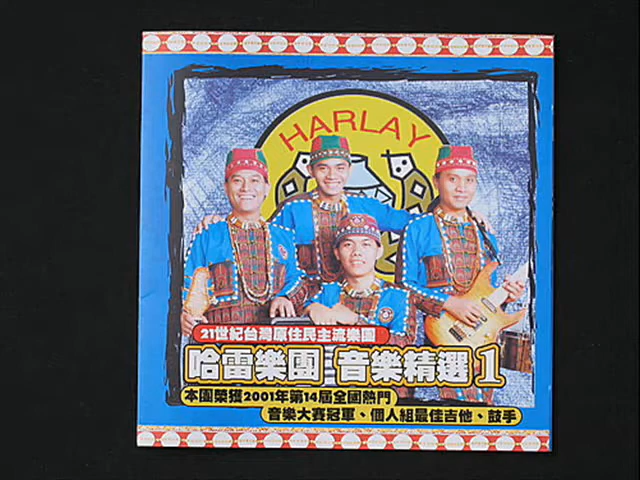 HARLAY
21世紀台灣原住民主流樂團
哈雷樂團 音樂精選1
本團榮獲2001年第14屆全國熱門
音樂大賽冠軍、個人組最佳吉他、鼓手